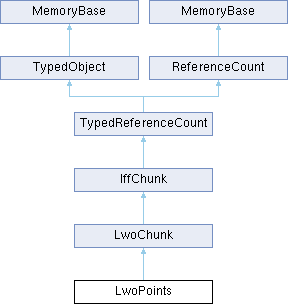 MemoryBase MemoryBase
TypedObject ReferenceCount
TypedReferenceCount
IffChunk
LwoChunk
LwoPoints